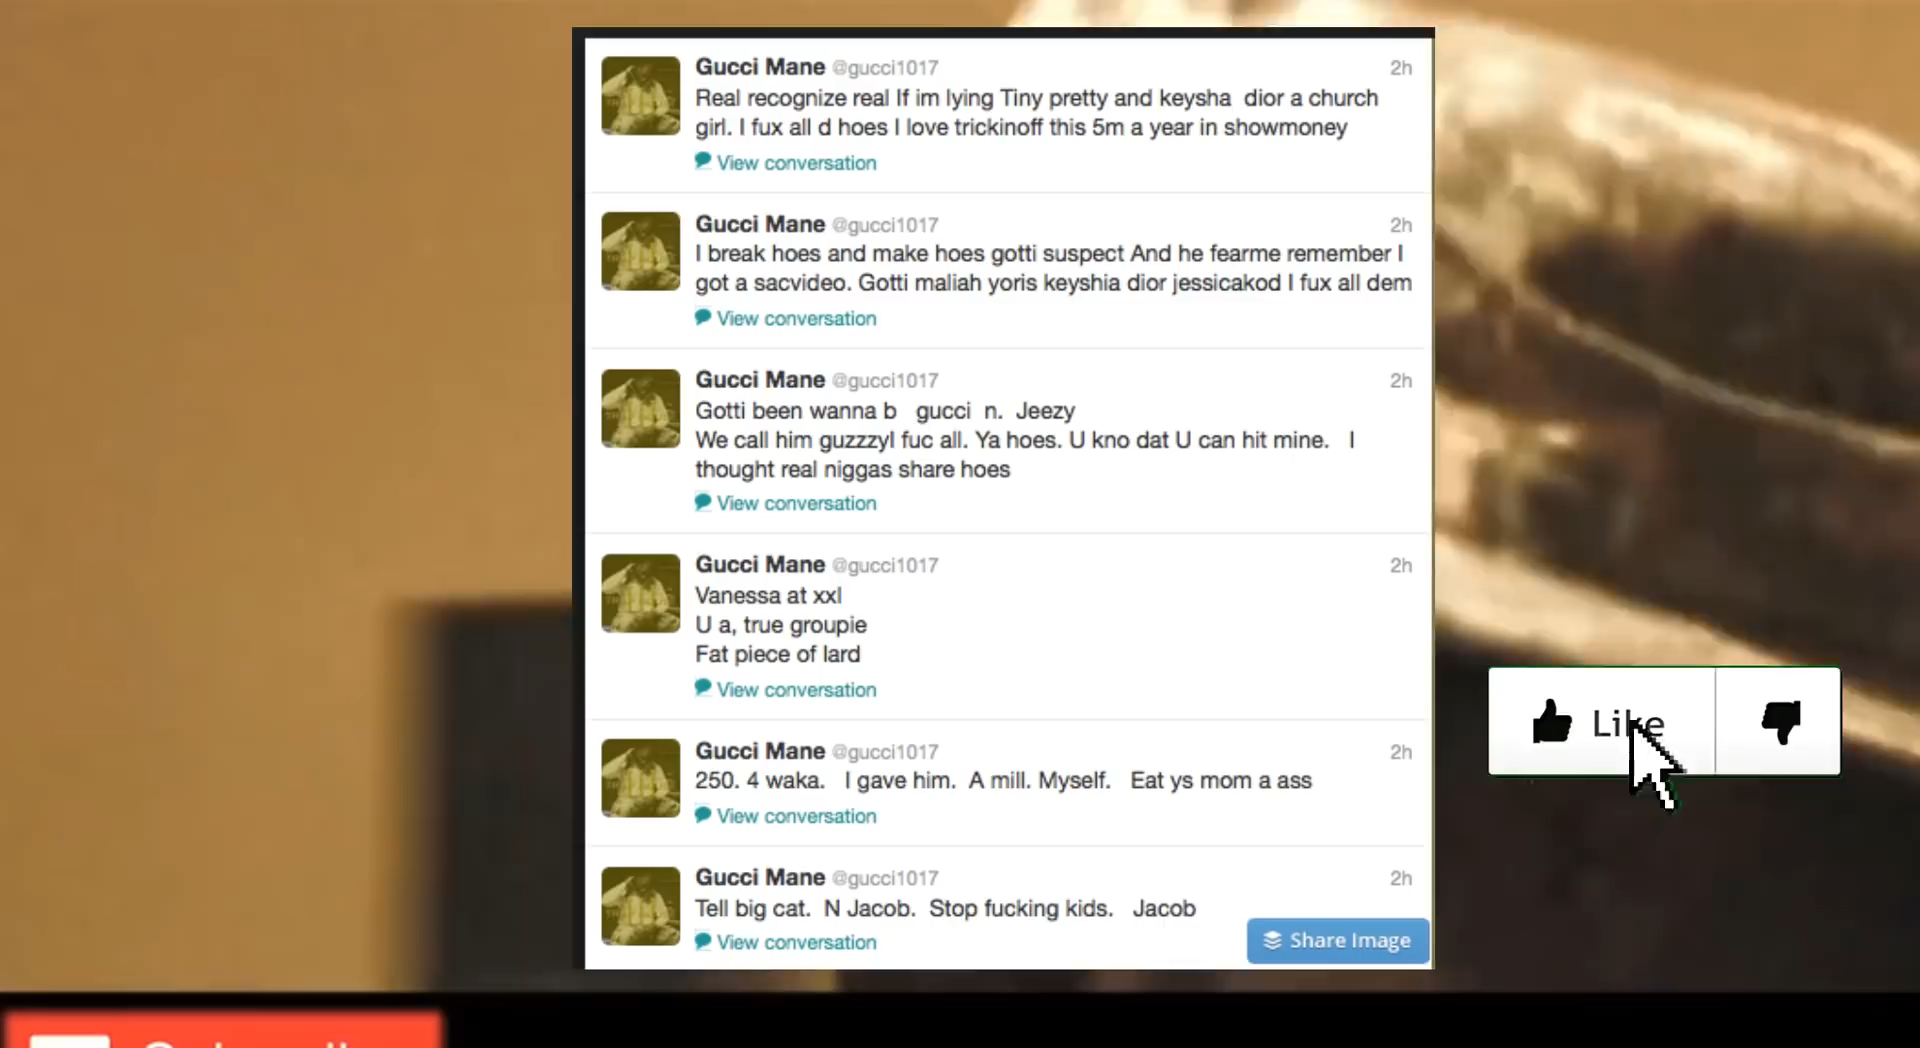 Gucci Mane @gucci1017 2h
Real recognize real If im lying Tiny pretty and keysha dior a church
girl. I fux all d hoes I love trickinoff this 5m a year in showmoney
View conversation
Gucci Mane @gucci1017 2h
I break hoes and make hoes gotti suspect And he fearme remember I
got a sacvideo. Gotti maliah yoris keyshia dior jessicakod I fux all dem
View conversation
Gucci Mane @gucci1017 2h
Gotti been wanna b gucci n. Jeezy
We call him guzzzyI fuc all. Ya hoes. U kno dat U can hit mine. I
thought real niggas share hoes
View conversation
Gucci Mane @gucci1017 2h
Vanessa at xxl
U a, true groupie
Fat piece of lard
View conversation
Like
Gucci Mane @gucci1017 2h
250. 4 waka. I gave him. A mill. Myself. Eat ys mom a ass
View conversation
Gucci Mane @gucci1017 2h
Tell big cat. N Jacob. Stop fucking kids. Jacob
View conversation
Share Image